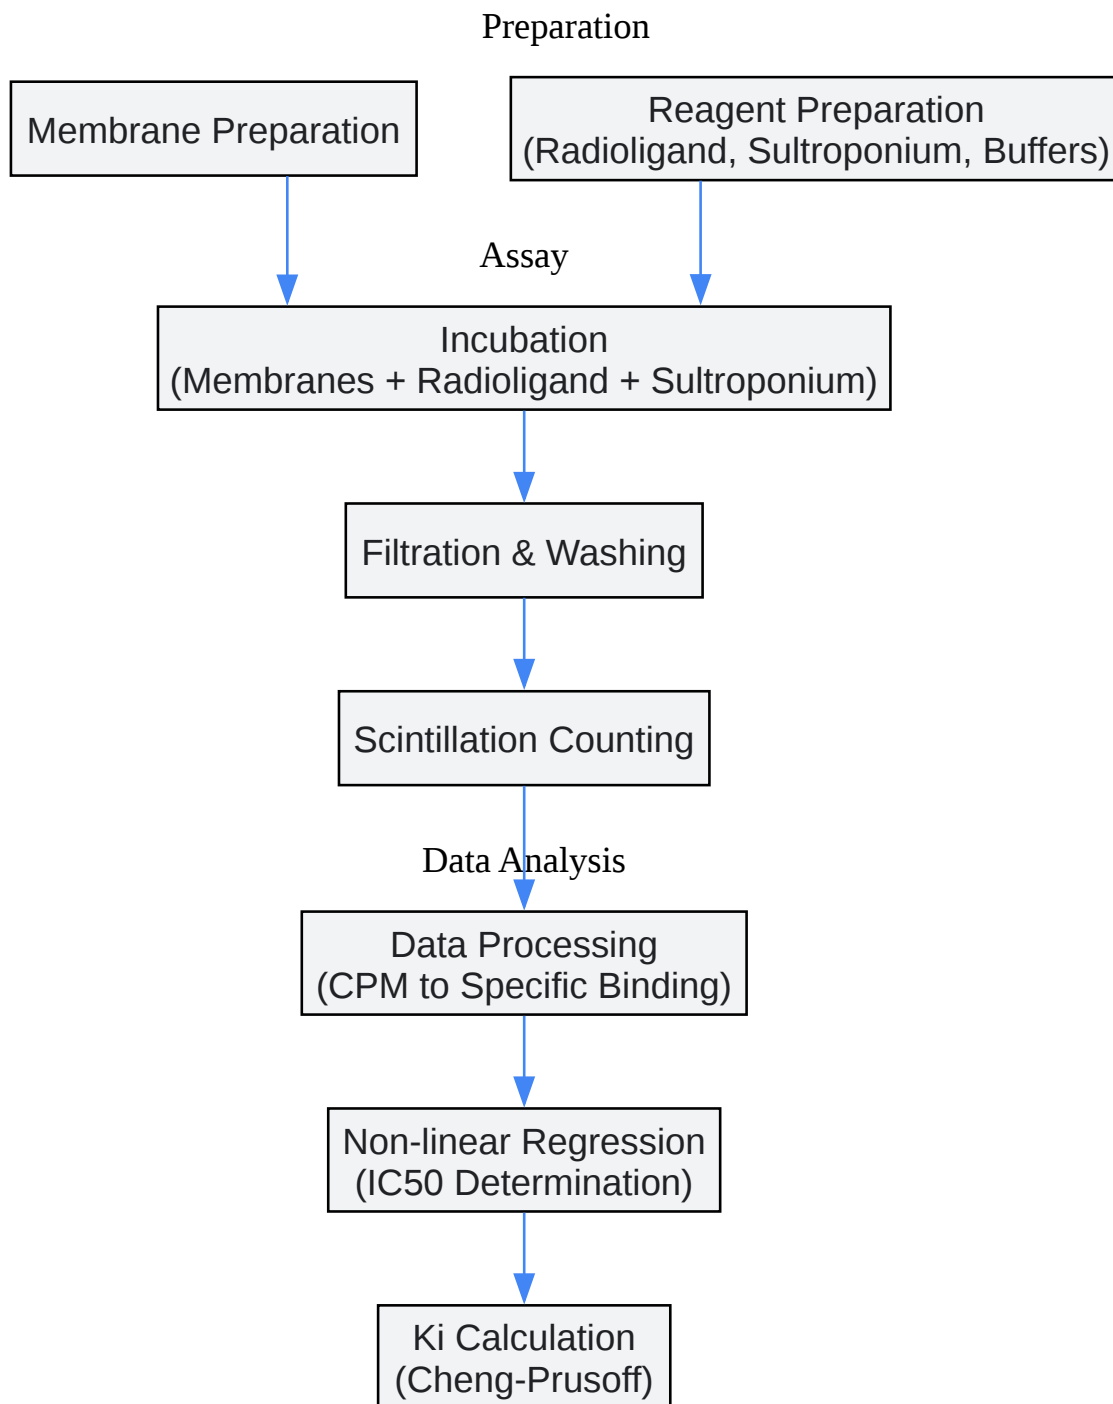 Preparation
Membrane Preparation
Reagent Preparation
(Radioligand, Sultroponium, Buffers)
Assay
Incubation
(Membranes + Radioligand + Sultroponium)
Filtration & Washing
Scintillation Counting
Data Analysis
Data Processing
(CPM to Specific Binding)
Non-linear Regression
(IC50 Determination)
Ki Calculation
(Cheng-Prusoff)